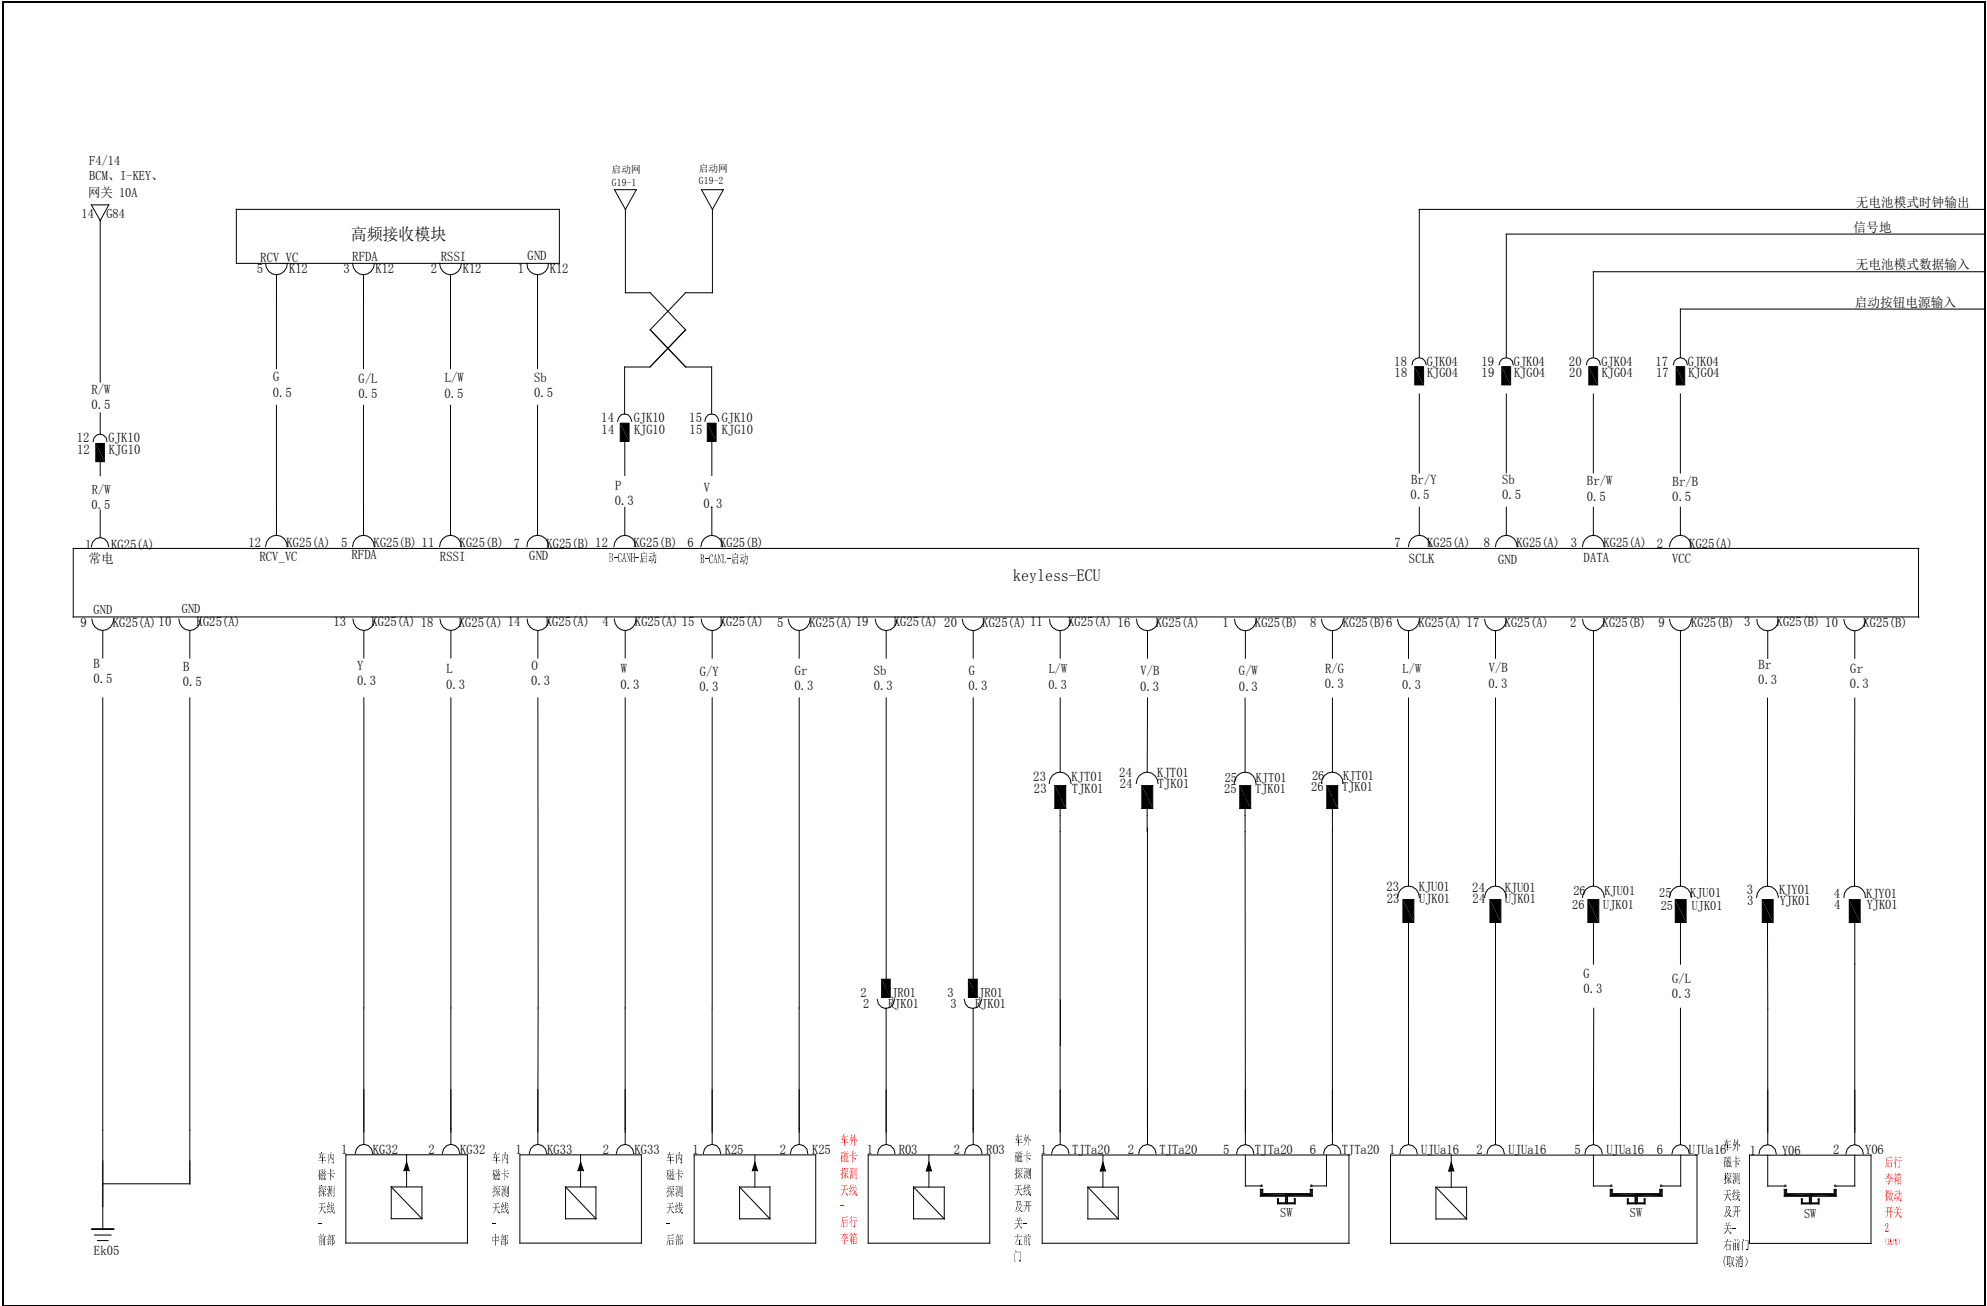 F4/14
BCM、I-KEY、
网关 10A
14 G84
启动网
G19-1
启动网
G19-2
无电池模式时钟输出
信号地
无电池模式数据输入
启动按钮电源输入
高频接收模块
RCV_VC RFDA RSSI GND
5 K12 3 K12 2 K12 1 K12
18 GJK04 19 GJK04 20 GJK04 17 GJK04
18 KJG04 19 KJG04 20 KJG04 17 KJG04
R/W
0.5
G
0.5
G/L
0.5
L/W
0.5
Sb
0.5
14 GJK10 15 GJK10
14 KJG10 15 KJG10
12 GJK10
12 KJG10
R/W
0.5
P
0.3
V
0.3
Br/Y
0.5
Sb
0.5
Br/W
0.5
Br/B
0.5
1 KG25(A) 12 KG25(A) 5 KG25(B) 11 KG25(B) 7 KG25(B) 12 KG25(B) 6 KG25(B) 7 KG25(A) 8 KG25(A) 3 KG25(A) 2 KG25(A)
常电 RCV_VC RFDA RSSI GND B-CANH-启动 B-CANL-启动 SCLK GND DATA VCC
keyless-ECU
GND GND
9 KG25(A) 10 KG25(A) 13 KG25(A) 18 KG25(A) 14 KG25(A) 4 KG25(A) 15 KG25(A) 5 KG25(A) 19 KG25(A) 20 KG25(A) 11 KG25(A) 16 KG25(A) 1 KG25(B) 8 KG25(B) 6 KG25(A) 17 KG25(A) 2 KG25(B) 9 KG25(B) 3 KG25(B) 10 KG25(B)
B
0.5
B
0.5
Y
0.3
L
0.3
O
0.3
W
0.3
G/Y
0.3
Gr
0.3
Sb
0.3
G
0.3
L/W
0.3
V/B
0.3
G/W
0.3
R/G
0.3
L/W
0.3
V/B
0.3
Br
0.3
Gr
0.3
23 KJT01 24 KJT01 25 KJT01 26 KJT01
23 TJK01 24 TJK01 25 TJK01 26 TJK01
23 KJU01 24 KJU01 26 KJU01 25 KJU01 3 KJY01 4 KJY01
23 UJK01 24 UJK01 26 UJK01 25 UJK01 3 YJK01 4 YJK01
G
0.3
G/L
0.3
2 JR01 3 JR01
2 RJK01 3 RJK01
1 KG32 2 KG32 1 KG33 2 KG33 1 K25 2 K25 1 R03 2 R03 1 TJTa20 2 TJTa20 5 TJTa20 6 TJTa20 1 UJUa16 2 UJUa16 5 UJUa16 6 UJUa16 1 Y06 2 Y06
车内
磁卡
探测
天线
-
前部
车内
磁卡
探测
天线
-
中部
车内
磁卡
探测
天线
-
后部
车外
磁卡
探测
天线
-
后行
李箱
车外
磁卡
探测
天线
及开
关-
左前
门
SW
SW
车外
磁卡
探测
天线
及开
关-
右前门
(取消)
SW
后行
李箱
微动
开关
2
Ek05